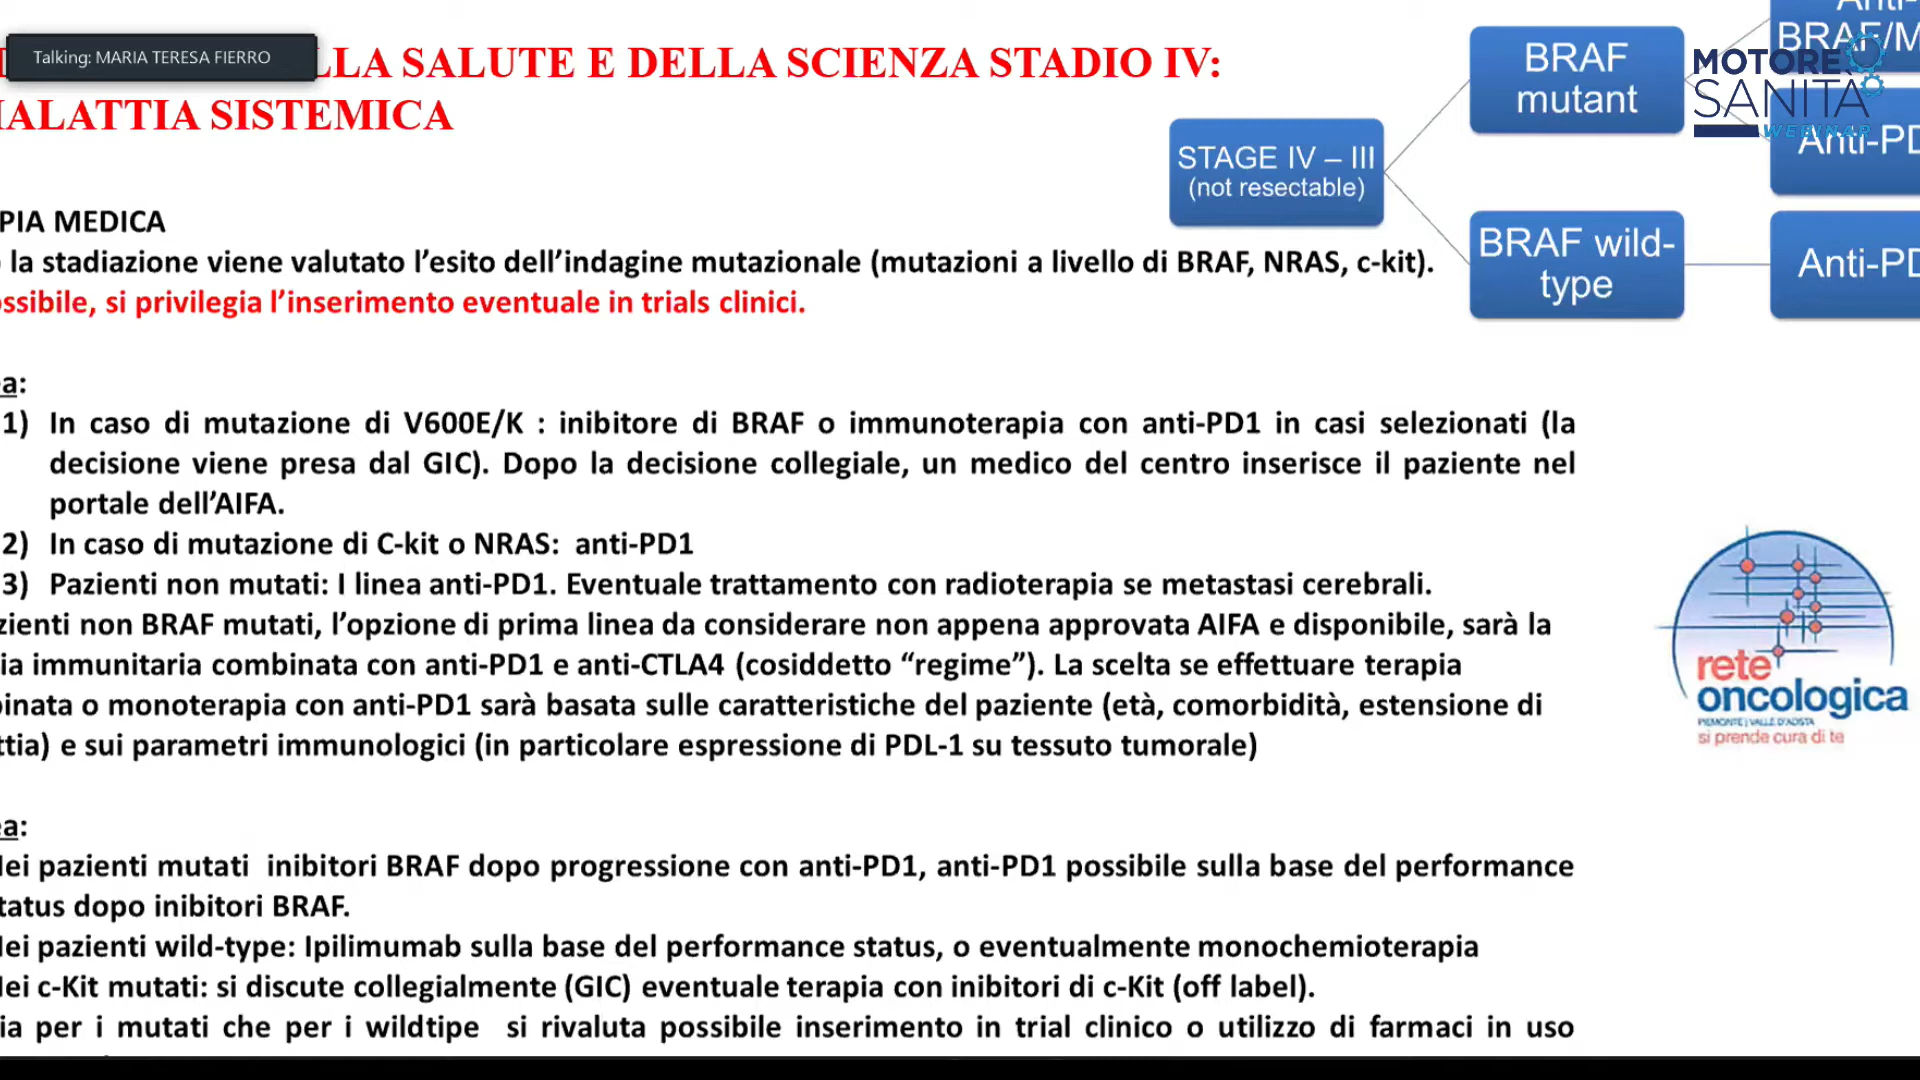 Talking: MARIA TERESA FIERRO
LLA SALUTE E DELLA SCIENZA STADIO IV:
MALATTIA SISTEMICA
PIA MEDICA
la stadiazione viene valutato l’esito dell’indagine mutazionale (mutazioni a livello di BRAF, NRAS, c-kit).
ossibile, si privilegia l’inserimento eventuale in trials clinici.
STAGE IV – III
(not resectable)
BRAF
mutant
BRAF wild-
type
Anti-
BRAF/M
Anti-PD
Anti-PD
MOTORE
SANITÀ
WEBINAR
ea:
1) In caso di mutazione di V600E/K : inibitore di BRAF o immunoterapia con anti-PD1 in casi selezionati (la
decisione viene presa dal GIC). Dopo la decisione collegiale, un medico del centro inserisce il paziente nel
portale dell’AIFA.
2) In caso di mutazione di C-kit o NRAS: anti-PD1
3) Pazienti non mutati: I linea anti-PD1. Eventuale trattamento con radioterapia se metastasi cerebrali.
zienti non BRAF mutati, l’opzione di prima linea da considerare non appena approvata AIFA e disponibile, sarà la
ia immunitaria combinata con anti-PD1 e anti-CTLA4 (cosiddetto “regime”). La scelta se effettuare terapia
binata o monoterapia con anti-PD1 sarà basata sulle caratteristiche del paziente (età, comorbidità, estensione di
ttia) e sui parametri immunologici (in particolare espressione di PDL-1 su tessuto tumorale)
rete
oncologica
PIEMONTE | VALLE D'AOSTA
si prende cura di te
ea:
Nei pazienti mutati inibitori BRAF dopo progressione con anti-PD1, anti-PD1 possibile sulla base del performance
status dopo inibitori BRAF.
Nei pazienti wild-type: Ipilimumab sulla base del performance status, o eventualmente monochemioterapia
Nei c-Kit mutati: si discute collegialmente (GIC) eventuale terapia con inibitori di c-Kit (off label).
ia per i mutati che per i wildtipe si rivaluta possibile inserimento in trial clinico o utilizzo di farmaci in uso